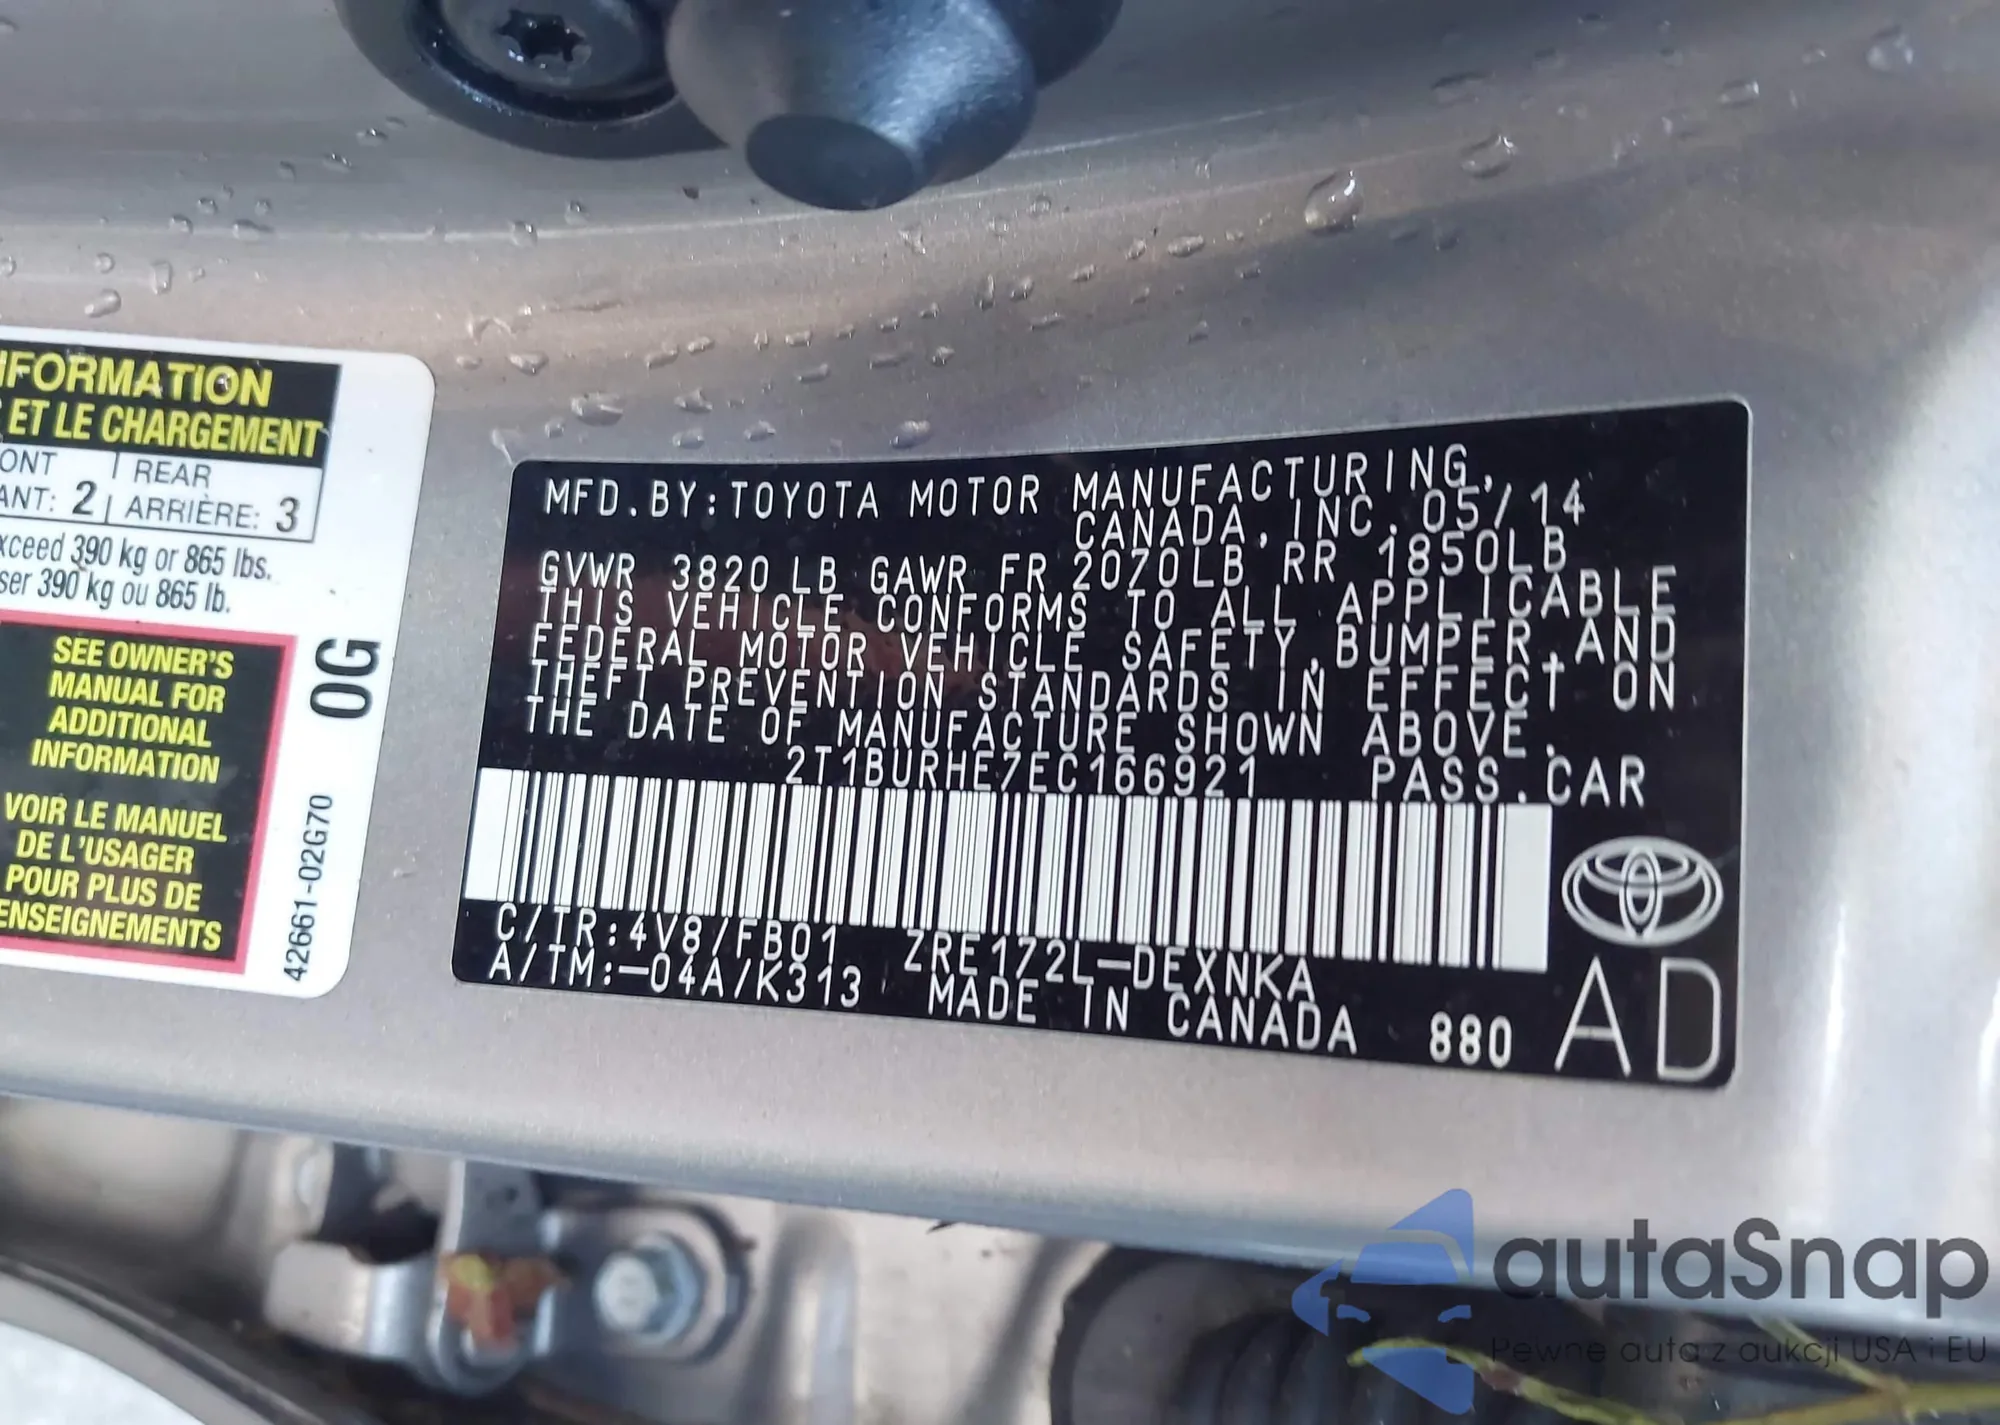 NFORMATION
ET LE CHARGEMENT
ONT REAR
ANT: 2 ARRIÈRE: 3
xceed 390 kg or 865 lbs.
ser 390 kg ou 865 lb.
SEE OWNER'S
MANUAL FOR
ADDITIONAL
INFORMATION
VOIR LE MANUEL
DE L'USAGER
POUR PLUS DE
ENSEIGNEMENTS
0G
42661-02G70
MFD.BY:TOYOTA MOTOR MANUFACTURING,
CANADA,INC. 05/14
GVWR 3820LB GAWR FR 2070LB RR 1850LB
THIS VEHICLE CONFORMS TO ALL APPLICABLE
FEDERAL MOTOR VEHICLE SAFETY,BUMPER,AND
THEFT PREVENTION STANDARDS IN EFFECT ON
THE DATE OF MANUFACTURE SHOWN ABOVE.
2T1BURHE7EC166921 PASS.CAR
C/TR:4V8/FB01 ZRE172L-DEXNKA
A/TM:-04A/K313 MADE IN CANADA 880
AD
autaSnap
Pewne auta z aukcji USA i EU